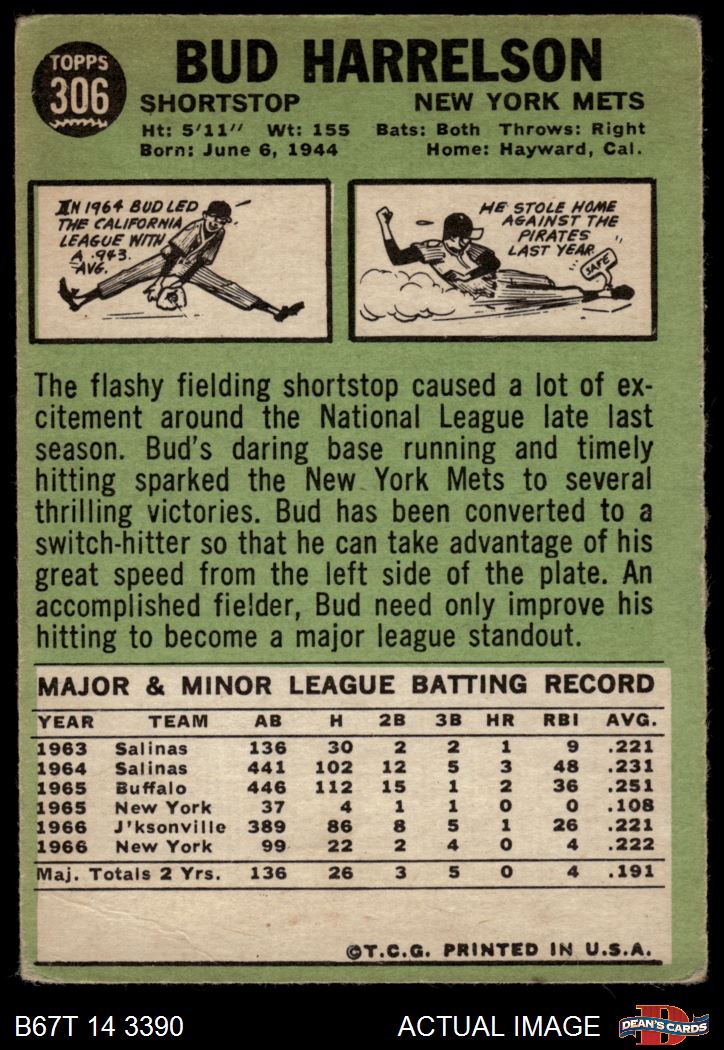 TOPPS
306
BUD HARRELSON
SHORTSTOP NEW YORK METS
Ht: 5'11" Wt: 155 Bats: Both Throws: Right
Born: June 6, 1944 Home: Hayward, Cal.
IN 1964 BUD LED
THE CALIFORNIA
LEAGUE WITH
A .943
AVG.
HE STOLE HOME
AGAINST THE
PIRATES
LAST YEAR
SAFE
The flashy fielding shortstop caused a lot of ex-
citement around the National League late last
season. Bud's daring base running and timely
hitting sparked the New York Mets to several
thrilling victories. Bud has been converted to a
switch-hitter so that he can take advantage of his
great speed from the left side of the plate. An
accomplished fielder, Bud need only improve his
hitting to become a major league standout.
MAJOR & MINOR LEAGUE BATTING RECORD
YEAR TEAM AB H 2B 3B HR RBI AVG.
1963 Salinas 136 30 2 2 1 9 .221
1964 Salinas 441 102 12 5 3 48 .231
1965 Buffalo 446 112 15 1 2 36 .251
1965 New York 37 4 1 1 0 0 .108
1966 J'ksonville 389 86 8 5 1 26 .221
1966 New York 99 22 2 4 0 4 .222
Maj. Totals 2 Yrs. 136 26 3 5 0 4 .191
©T.C.G. PRINTED IN U.S.A.
B67T 14 3390 ACTUAL IMAGE
D
DEAN'S CARDS